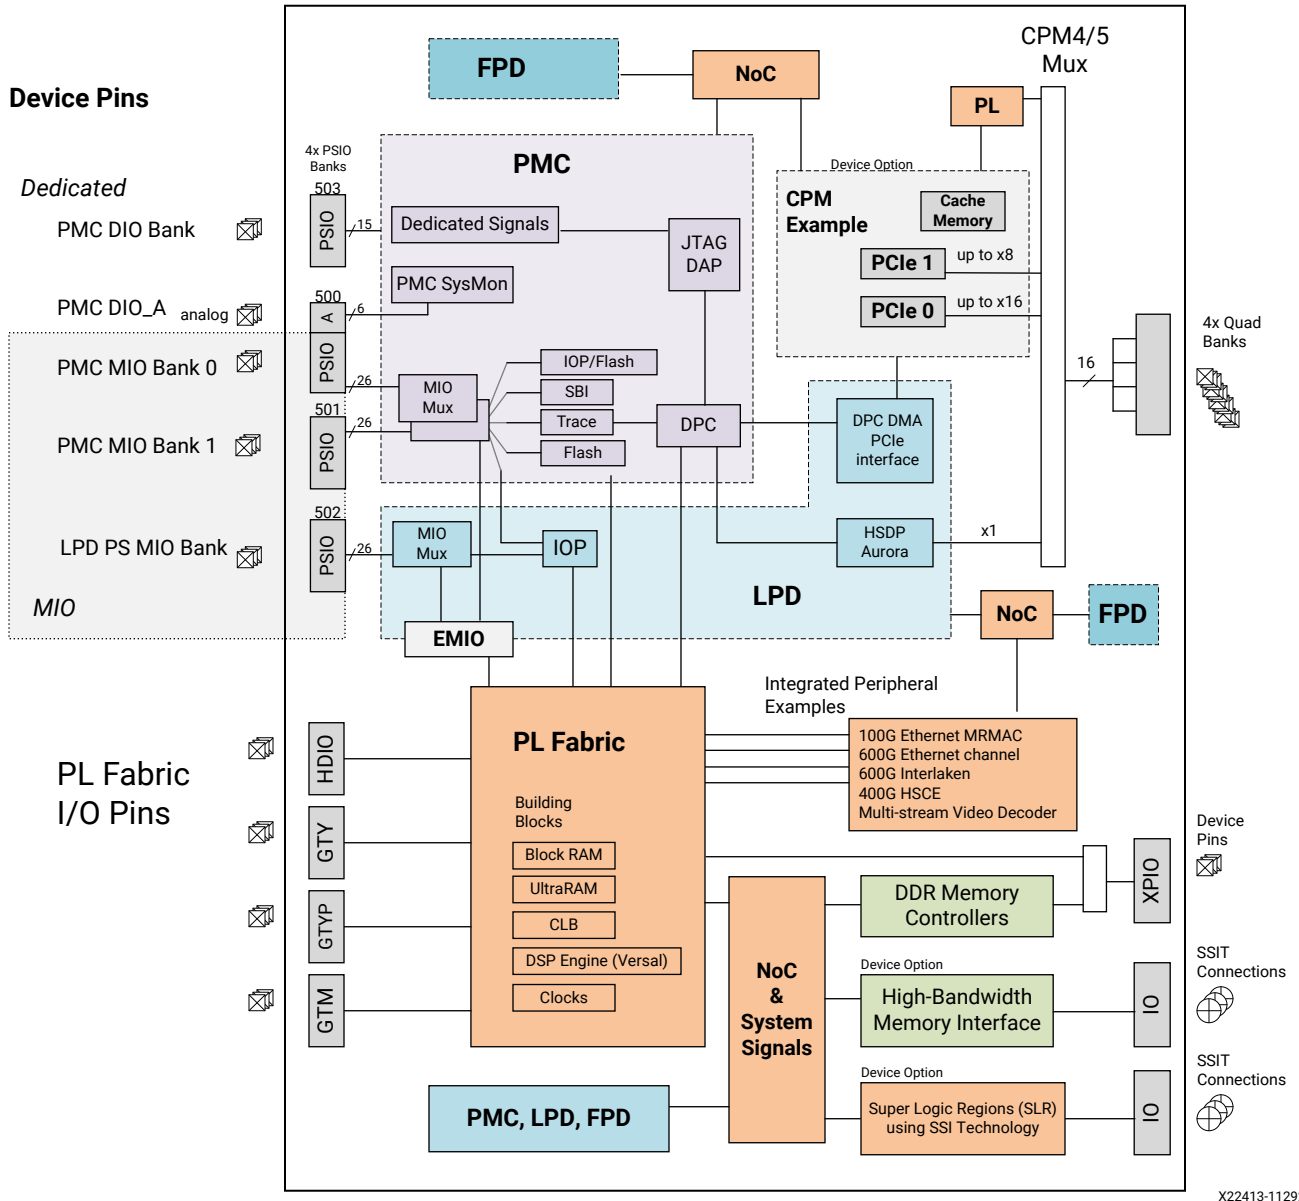 CPM4/5
Mux
FPD
NoC
PL
Device Pins
4x PSIO
Banks
PMC
Device Option
Dedicated
503
CPM
Example
Cache
Memory
PMC DIO Bank
PSIO
15
Dedicated Signals
JTAG
DAP
PCIe 1
up to x8
PMC SysMon
500
PMC DIO_A
analog
A
6
PCIe 0
up to x16
4x Quad
Banks
PMC MIO Bank 0
PSIO
26
MIO
Mux
IOP/Flash
SBI
Trace
Flash
DPC
16
501
PMC MIO Bank 1
PSIO
26
DPC DMA
PCIe
interface
502
LPD PS MIO Bank
PSIO
26
MIO
Mux
IOP
HSDP
Aurora
x1
MIO
LPD
NoC
FPD
EMIO
Integrated Peripheral
Examples
PL Fabric
100G Ethernet MRMAC
600G Ethernet channel
600G Interlaken
400G HSCE
Multi-stream Video Decoder
HDIO
PL Fabric
I/O Pins
Building
Blocks
GTY
Block RAM
UltraRAM
CLB
DSP Engine (Versal)
Clocks
GTYP
GTM
Device
Pins
XPIO
DDR Memory
Controllers
NoC
&
System
Signals
Device Option
High-Bandwidth
Memory Interface
IO
SSIT
Connections
Device Option
Super Logic Regions (SLR)
using SSI Technology
IO
SSIT
Connections
PMC, LPD, FPD
X22413-1129